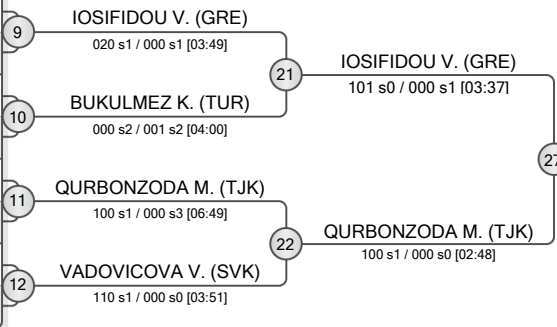 9
IOSIFIDOU V. (GRE)
020 s1 / 000 s1 [03:49]
21
IOSIFIDOU V. (GRE)
101 s0 / 000 s1 [03:37]
10
BUKULMEZ K. (TUR)
000 s2 / 001 s2 [04:00]
27
11
QURBONZODA M. (TJK)
100 s1 / 000 s3 [06:49]
22
QURBONZODA M. (TJK)
100 s1 / 000 s0 [02:48]
12
VADOVICOVA V. (SVK)
110 s1 / 000 s0 [03:51]